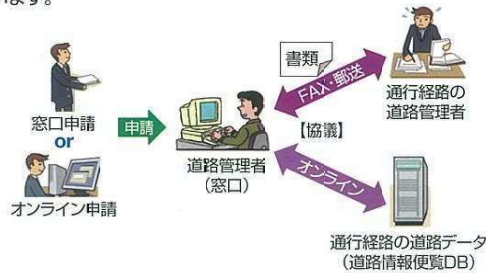 ます。
窓口申請
or
オンライン申請
申請
道路管理者
(窓口)
書類
FAX・郵送
【協議】
オンライン
通行経路の
道路管理者
通行経路の道路データ
(道路情報便覧DB)